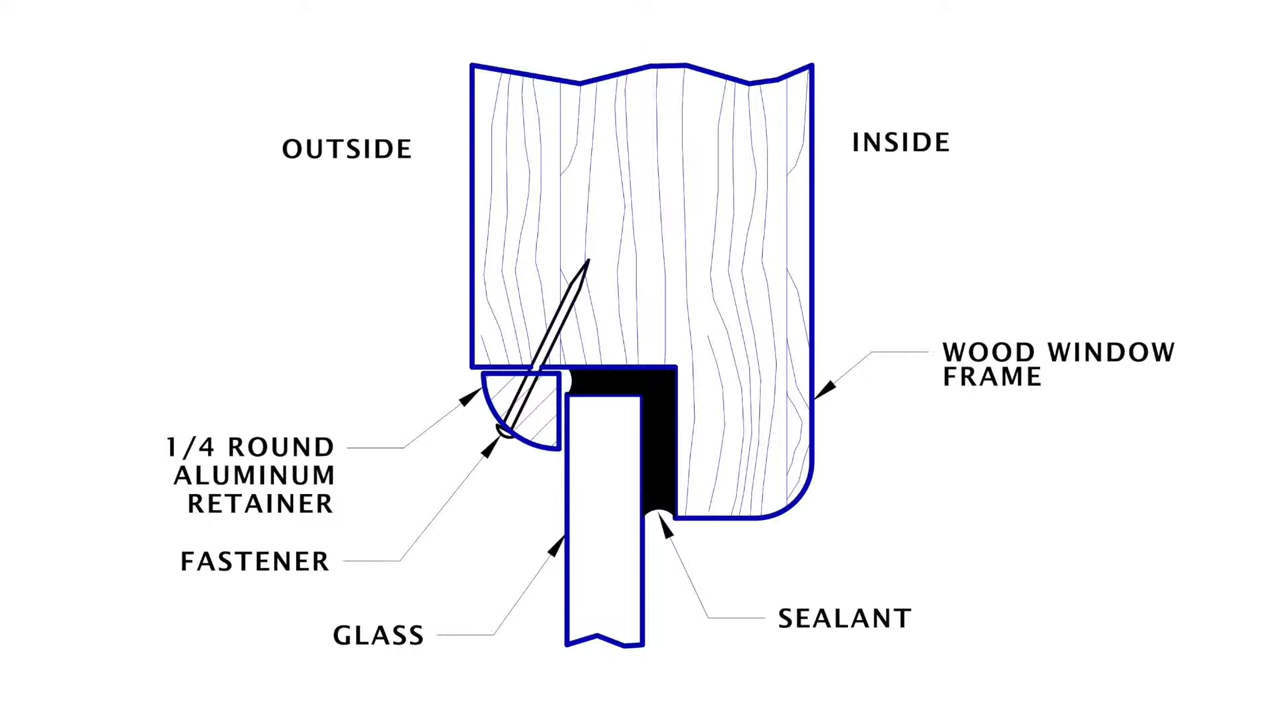 OUTSIDE
INSIDE
WOOD WINDOW
FRAME
1/4 ROUND
ALUMINUM
RETAINER
FASTENER
GLASS
SEALANT